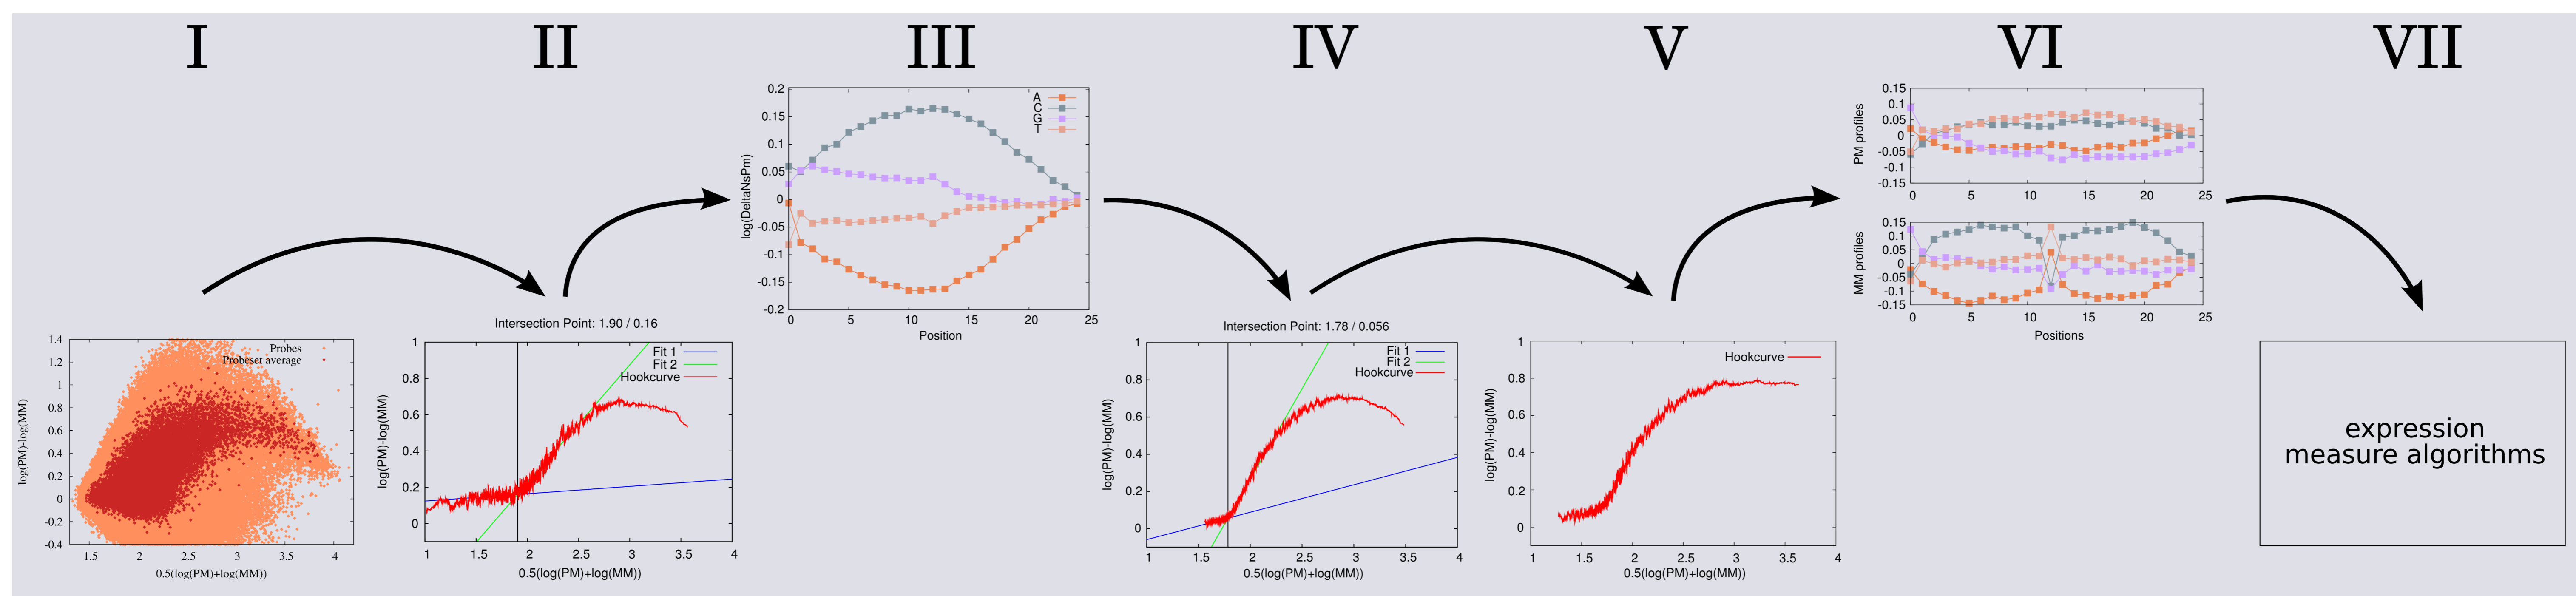 I II III IV V VI VII
1.4
1.2
1
0.8
0.6
0.4
0.2
0
-0.2
-0.4
log(PM)-log(MM)
Probes
Probeset average
1.5 2 2.5 3 3.5 4
0.5(log(PM)+log(MM))
Intersection Point: 1.90 / 0.16
1
0.8
0.6
0.4
0.2
0
log(PM)-log(MM)
Fit 1
Fit 2
Hookcurve
1 1.5 2 2.5 3 3.5 4
0.5(log(PM)+log(MM))
0.2
0.15
0.1
0.05
0
-0.05
-0.1
-0.15
-0.2
log(DeltaNsPm)
A
C
G
T
0 5 10 15 20 25
Position
Intersection Point: 1.78 / 0.056
1
0.8
0.6
0.4
0.2
0
log(PM)-log(MM)
Fit 1
Fit 2
Hookcurve
1 1.5 2 2.5 3 3.5 4
0.5(log(PM)+log(MM))
1
0.8
0.6
0.4
0.2
0
log(PM)-log(MM)
Hookcurve
1 1.5 2 2.5 3 3.5 4
0.5(log(PM)+log(MM))
0.15
0.1
0.05
0
-0.05
-0.1
-0.15
PM profiles
0 5 10 15 20 25
0.15
0.1
0.05
0
-0.05
-0.1
-0.15
MM profiles
0 5 10 15 20 25
Positions
expression
measure algorithms